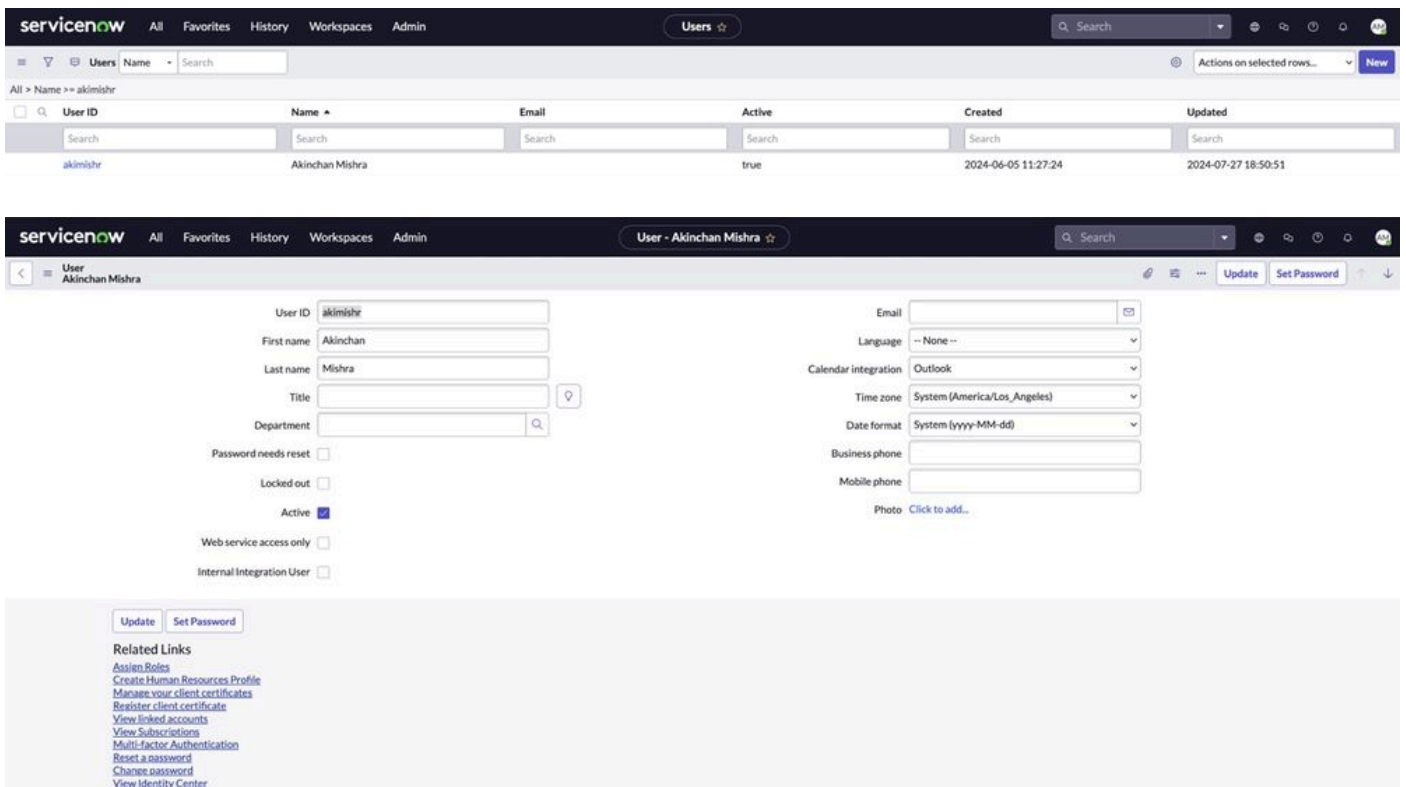 servicenow All Favorites History Workspaces Admin Users Search AM
Users Name Search Actions on selected rows... New
All > Name >= akimishr
User ID Name Email Active Created Updated
Search Search Search Search Search Search
akimishr Akinchan Mishra true 2024-06-05 11:27:24 2024-07-27 18:50:51
servicenow All Favorites History Workspaces Admin User - Akinchan Mishra Search AM
User
Akinchan Mishra
Update Set Password
User ID akimishr
First name Akinchan
Last name Mishra
Title
Department
Password needs reset
Locked out
Active
Web service access only
Internal Integration User
Email
Language -- None --
Calendar integration Outlook
Time zone System (America/Los_Angeles)
Date format System (yyyy-MM-dd)
Business phone
Mobile phone
Photo Click to add...
Update Set Password
Related Links
Assign Roles
Create Human Resources Profile
Manage your client certificates
Register client certificate
View linked accounts
View Subscriptions
Multi-factor Authentication
Reset a password
Change password
View Identity Center